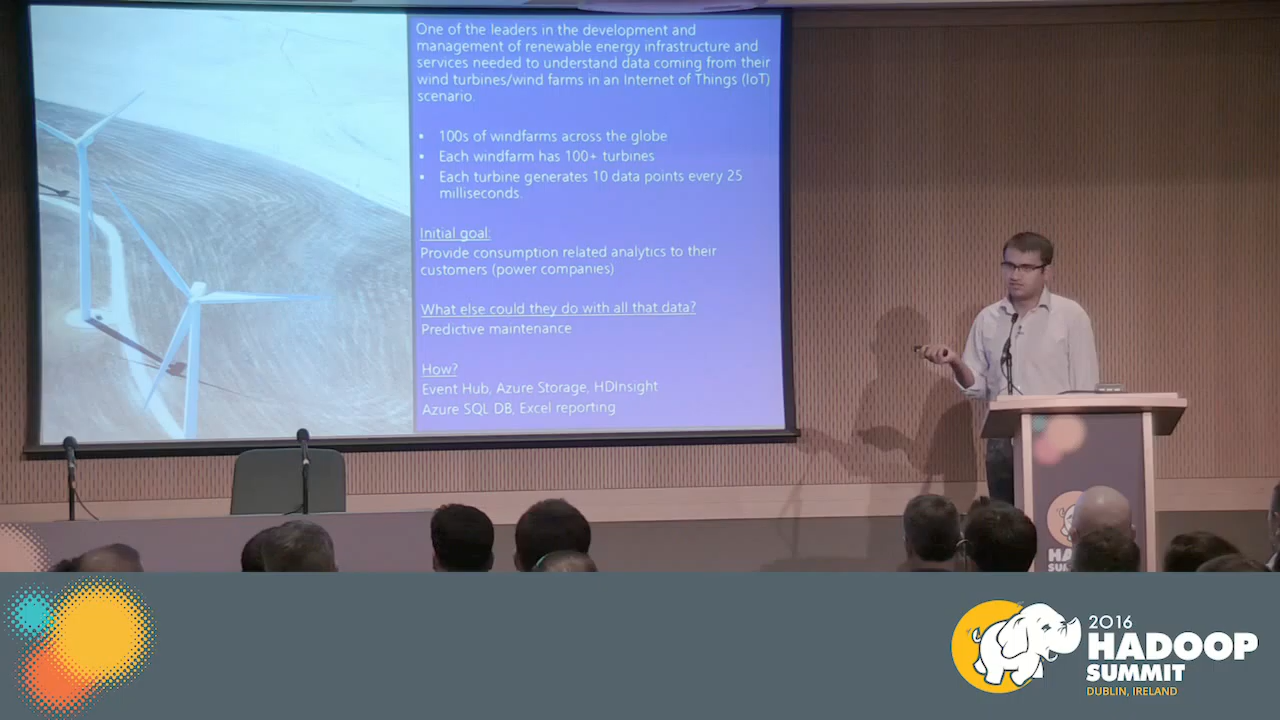 One of the leaders in the development and
management of renewable energy infrastructure and
services needed to understand data coming from their
wind turbines/wind farms in an Internet of Things (IoT)
scenario.
• 100s of windfarms across the globe
• Each windfarm has 100+ turbines
• Each turbine generates 10 data points every 25
milliseconds.
Initial goal:
Provide consumption related analytics to their
customers (power companies)
What else could they do with all that data?
Predictive maintenance
How?
Event Hub, Azure Storage, HDInsight
Azure SQL DB, Excel reporting
2016
HADOOP
SUMMIT
DUBLIN, IRELAND